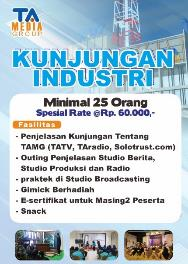 TA
MEDIA
GROUP
KUNJUNGAN
INDUSTRI
Minimal 25 Orang
Spesial Rate @Rp. 60.000,-
Fasilitas
- Penjelasan Kunjungan Tentang
TAMG (TATV, TAradio, Solotrust.com)
- Outing Penjelasan Studio Berita,
Studio Produksi dan Radio
- praktek di Studio Broadcasting
- Gimick Berhadiah
- E-sertifikat untuk Masing2 Peserta
- Snack